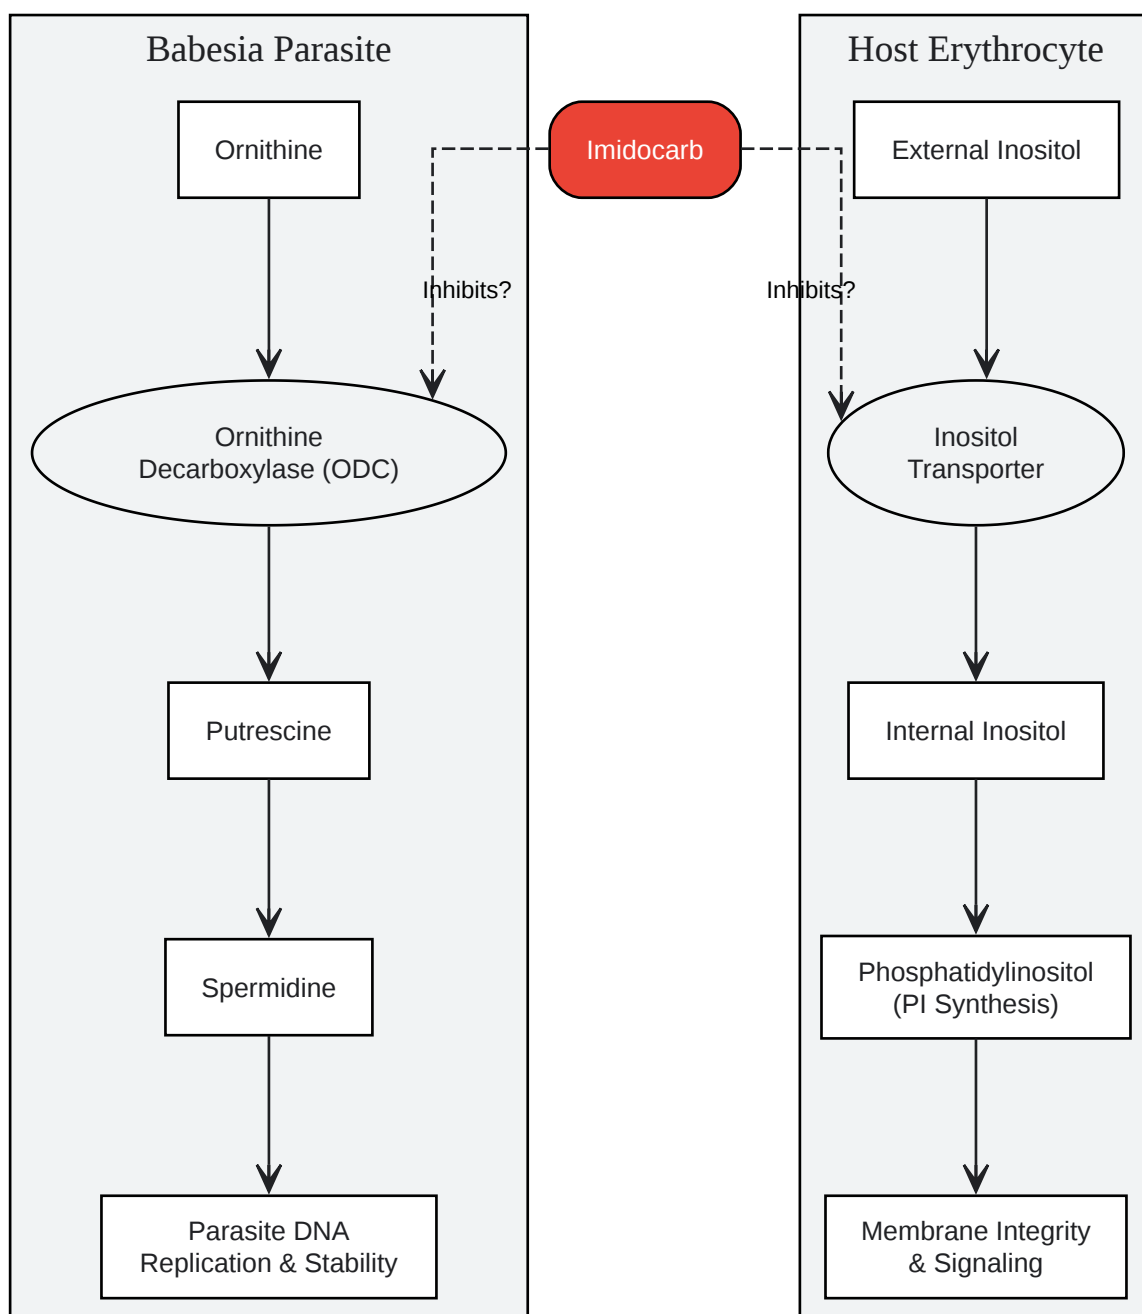 Babesia Parasite
Ornithine
Inhibits?
Ornithine
Decarboxylase (ODC)
Putrescine
Spermidine
Parasite DNA
Replication & Stability
Imidocarb
Host Erythrocyte
External Inositol
Inhibits?
Inositol
Transporter
Internal Inositol
Phosphatidylinositol
(PI Synthesis)
Membrane Integrity
& Signaling